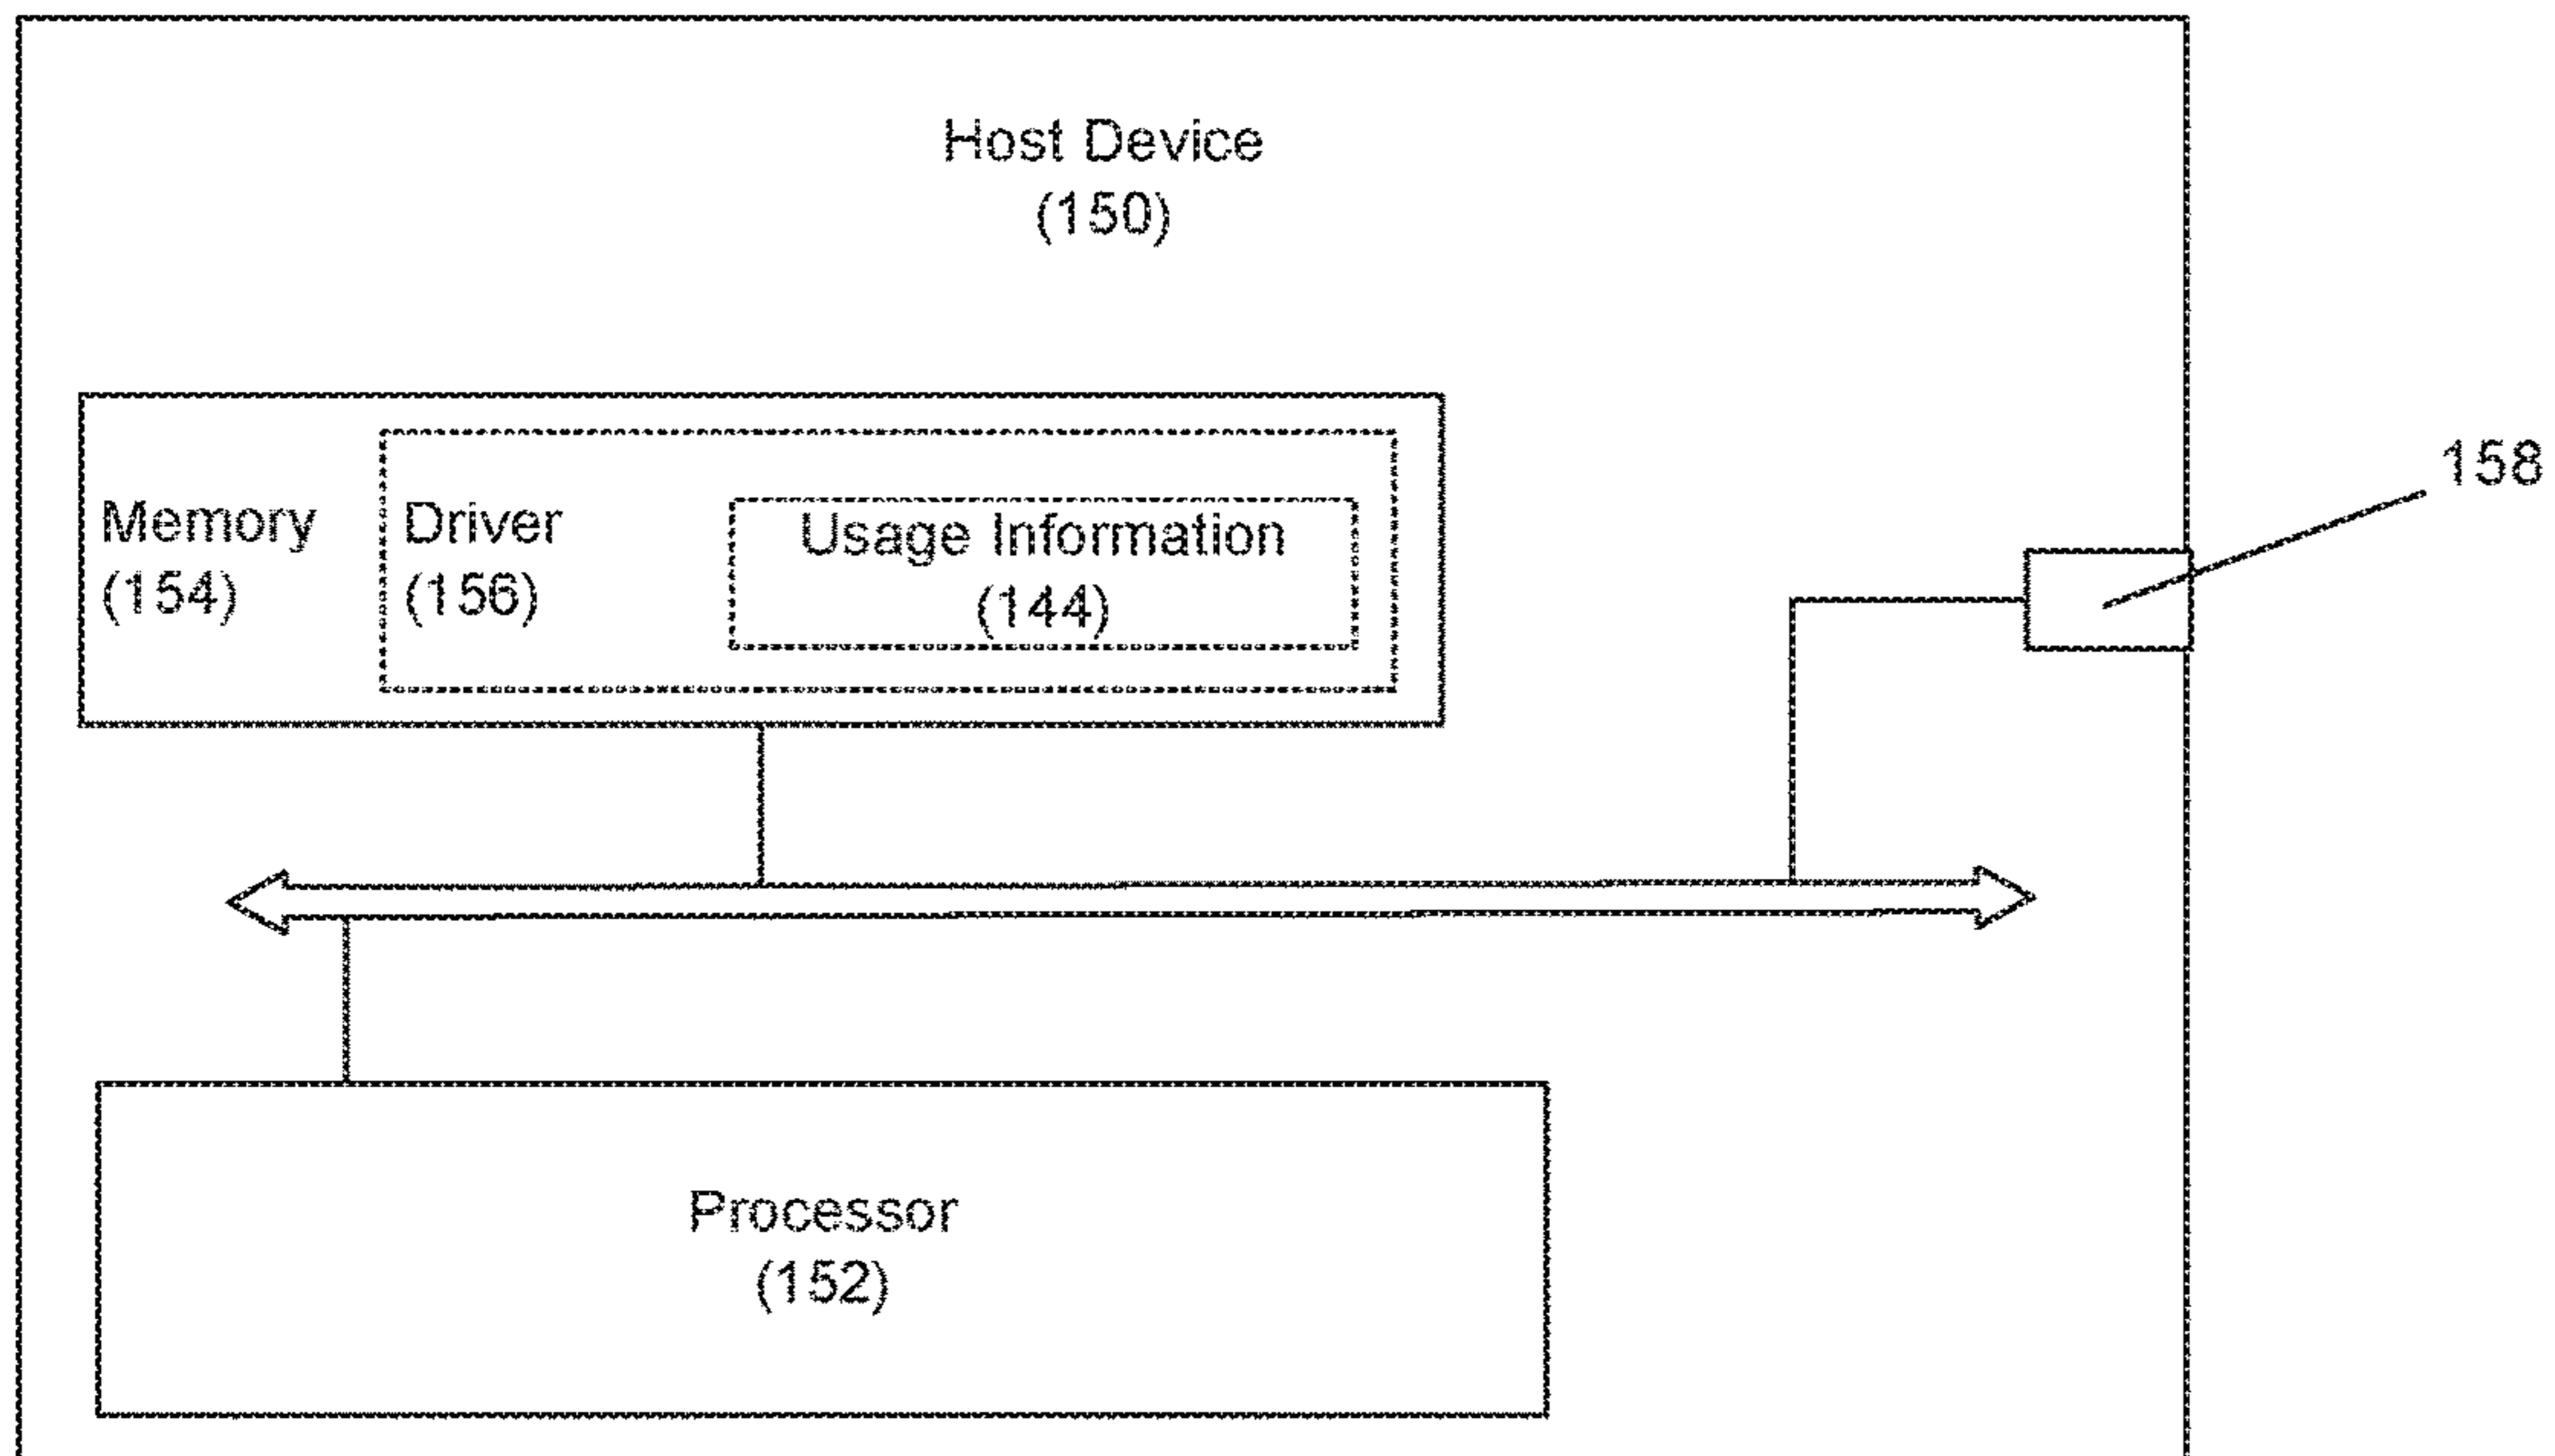 Host Device
(150)
Memory
(154)
Driver
(156)
Usage Information
(144)
158
Processor
(152)